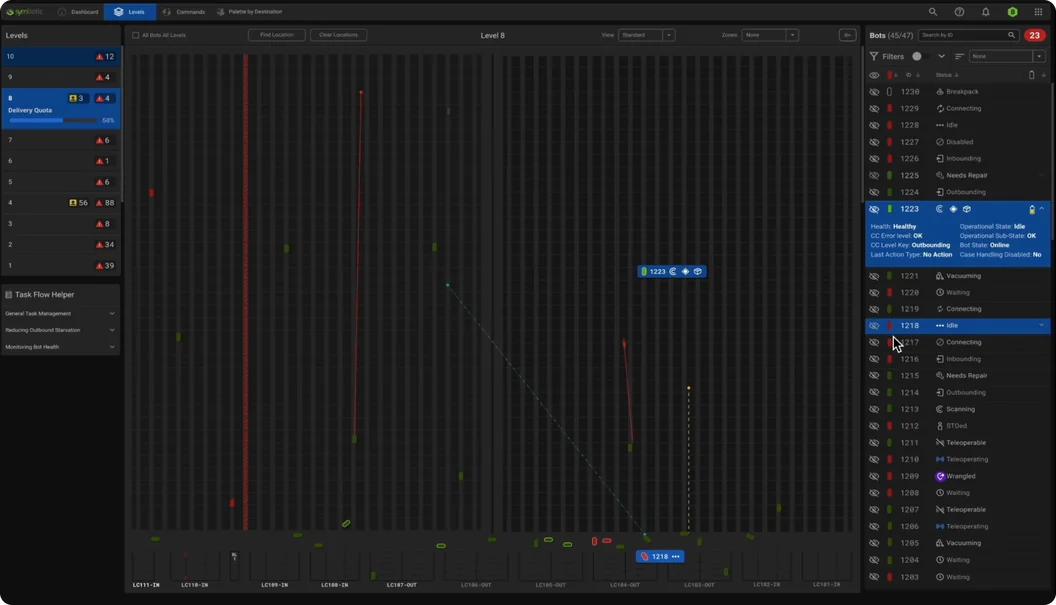 symbotic
Dashboard
Levels
Commands
Palette by Destination
B
Levels
10 12
9 4
8 3 4
Delivery Quota
54%
7 6
6 1
5 6
4 56 88
3 8
2 34
1 39
Task Flow Helper
General Task Management
Reducing Outbound Starvation
Monitoring Bot Health
All Bots All Levels
Find Location
Clear Locations
Level 8
View Standard
Zones None
1223
1218
LC111-IN LC110-IN LC109-IN LC108-IN LC107-OUT LC106-OUT LC105-OUT LC104-OUT LC103-OUT LC102-IN LC101-IN
Bots (45/47)
Search by ID
23
Filters
None
Status
1230 Breakpack
1229 Connecting
1228 Idle
1227 Disabled
1226 Inbounding
1225 Needs Repair
1224 Outbounding
1223
Health: Healthy Operational State: Idle
CC Error level: OK Operational Sub-State: OK
CC Level Key: Outbounding Bot State: Online
Last Action Type: No Action Case Handling Disabled: No
1221 Vacuuming
1220 Waiting
1219 Connecting
1218 Idle
1217 Connecting
1216 Inbounding
1215 Needs Repair
1214 Outbounding
1213 Scanning
1212 STOed
1211 Teleoperable
1210 Teleoperating
1209 Wrangled
1208 Waiting
1207 Teleoperable
1206 Teleoperating
1205 Vacuuming
1204 Waiting
1203 Waiting